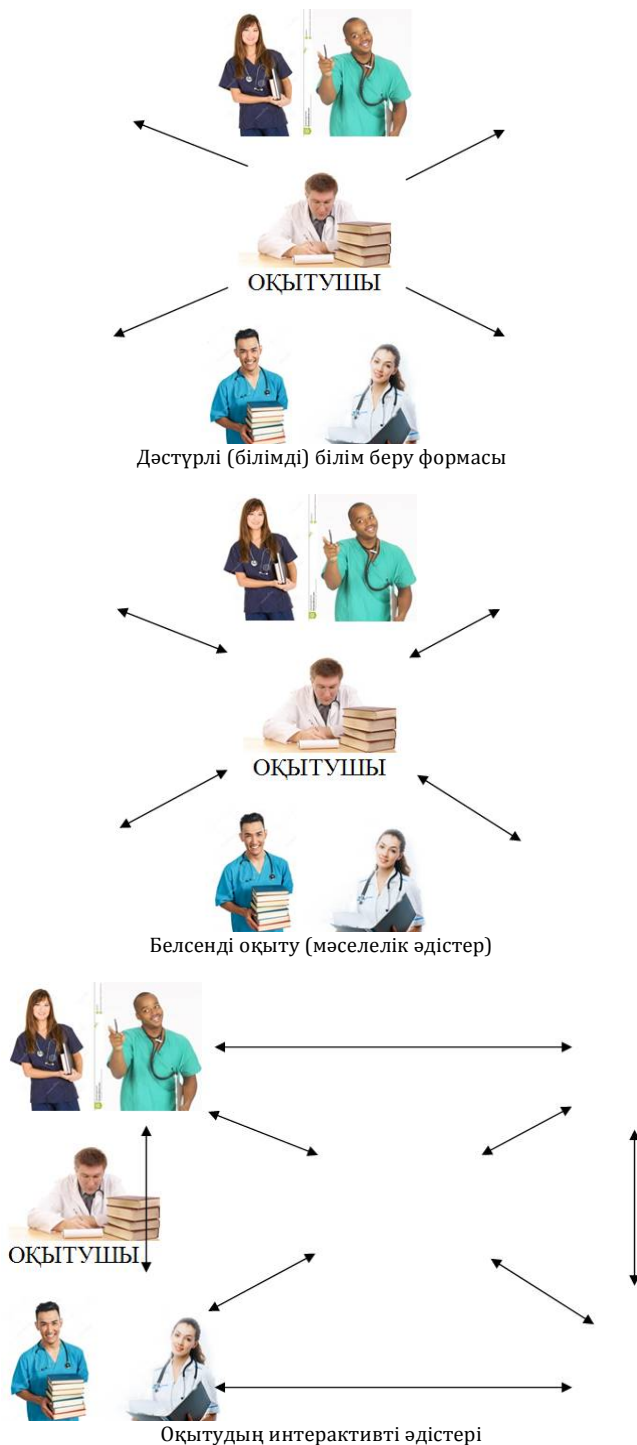 ОҚЫТУШЫ
Дәстүрлі (білімді) білім беру формасы
ОҚЫТУШЫ
Белсенді оқыту (мәселелік әдістер)
ОҚЫТУШЫ
Оқытудың интерактивті әдістері